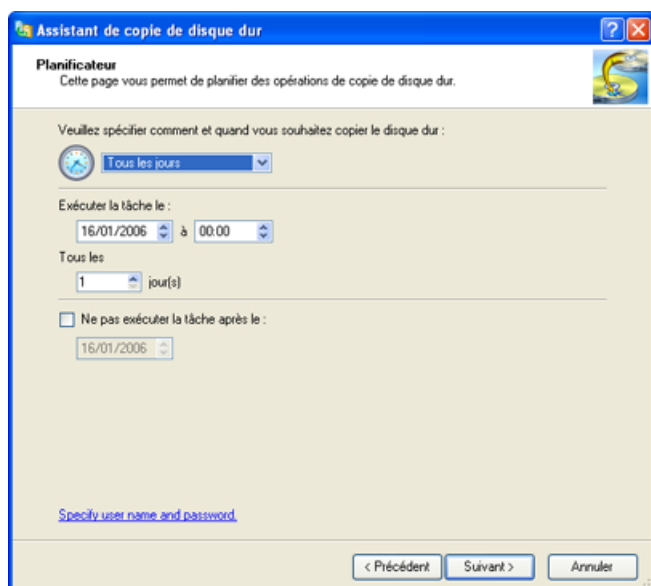 Assistant de copie de disque dur
Planificateur
Cette page vous permet de planifier des opérations de copie de disque dur.
Veuillez spécifier comment et quand vous souhaitez copier le disque dur :
Tous les jours
Exécuter la tâche le :
16/01/2006 à 00:00
Tous les
1 jour(s)
Ne pas exécuter la tâche après le :
16/01/2006
Specify user name and password.
< Précédent Suivant > Annuler